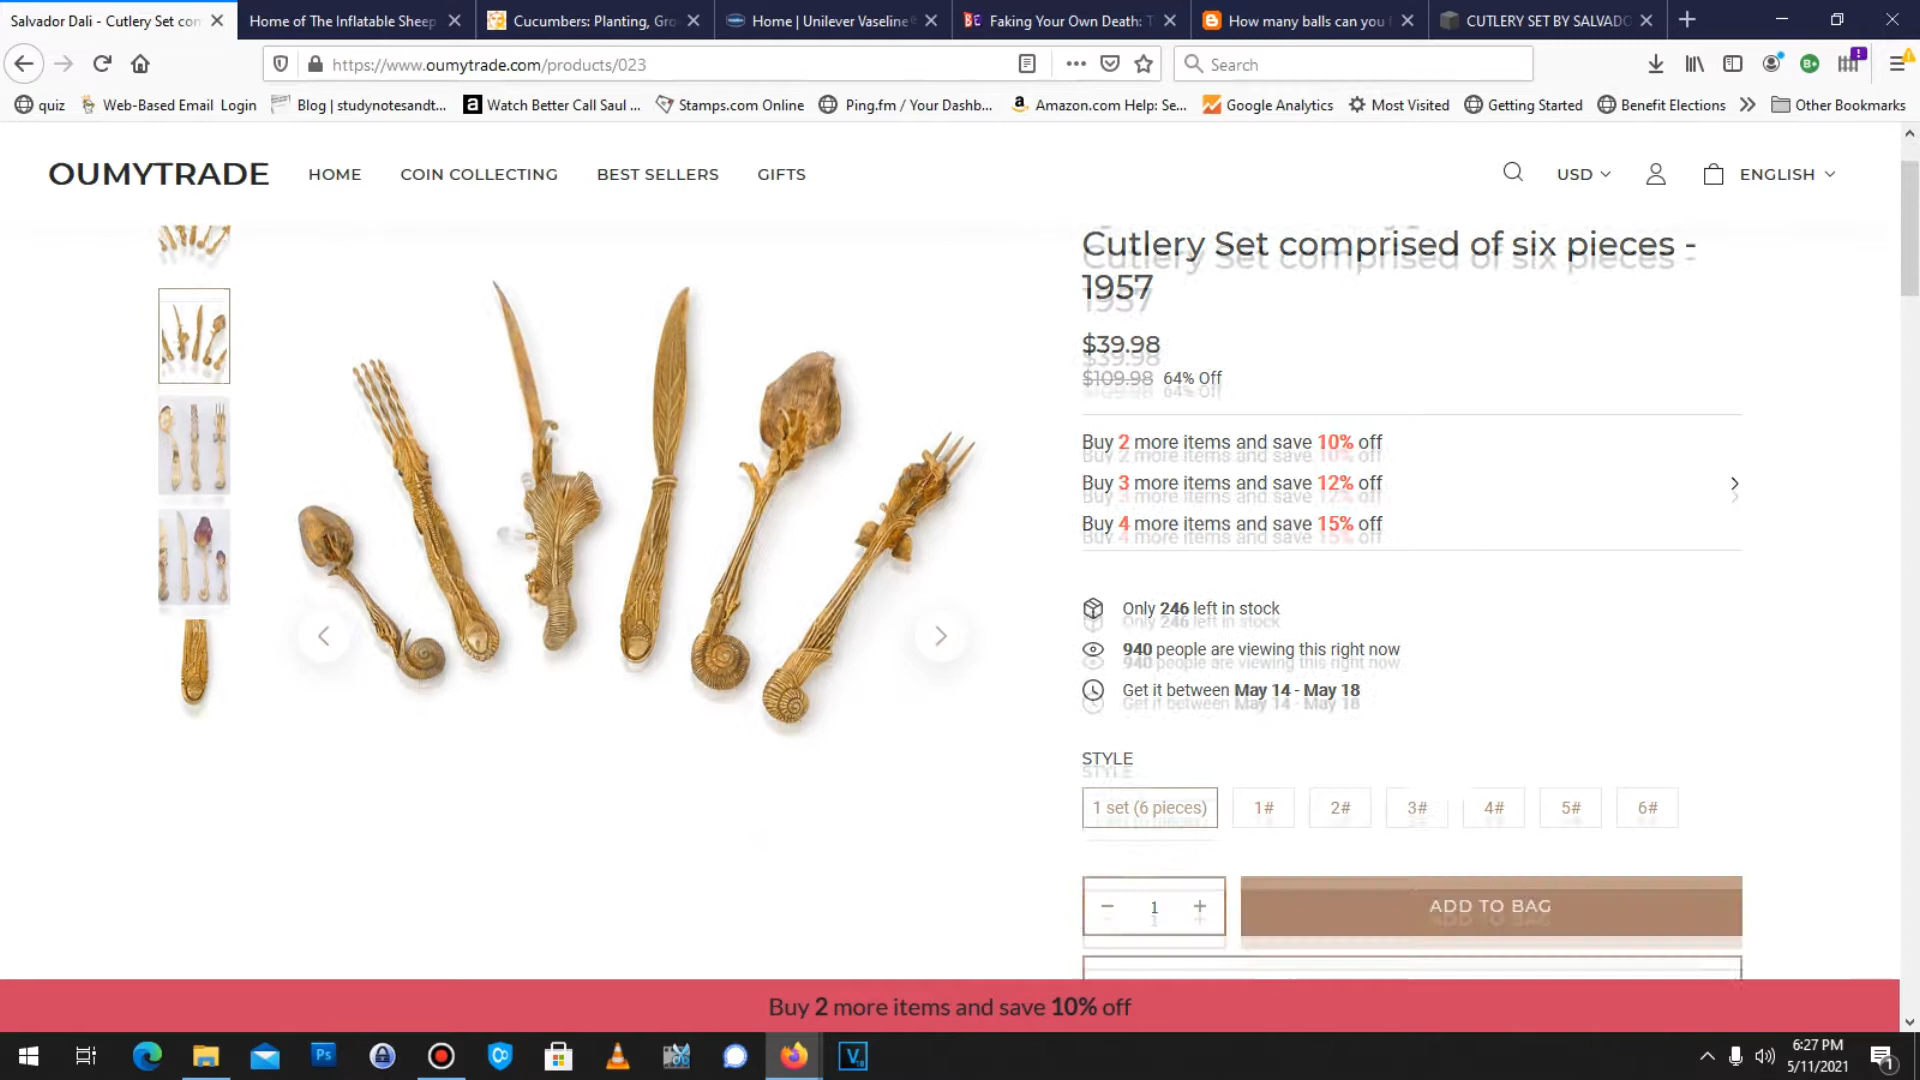 Salvador Dali - Cutlery Set con
Home of The Inflatable Sheep
Cucumbers: Planting, Gro
Home | Unilever Vaseline®
Faking Your Own Death: T
How many balls can you f
CUTLERY SET BY SALVADO
https://www.oumytrade.com/products/023
Search
quiz
Web-Based Email Login
Blog | studynotesandt...
Watch Better Call Saul ...
Stamps.com Online
Ping.fm / Your Dashb...
Amazon.com Help: Se...
Google Analytics
Most Visited
Getting Started
Benefit Elections
Other Bookmarks
OUMYTRADE
HOME
COIN COLLECTING
BEST SELLERS
GIFTS
USD
ENGLISH
Cutlery Set comprised of six pieces -
1957
$39.98
$109.98 64% Off
Buy 2 more items and save 10% off
Buy 3 more items and save 12% off
Buy 4 more items and save 15% off
Only 246 left in stock
940 people are viewing this right now
Get it between May 14 - May 18
STYLE
1 set (6 pieces)
1#
2#
3#
4#
5#
6#
1
ADD TO BAG
Buy 2 more items and save 10% off
6:27 PM
5/11/2021